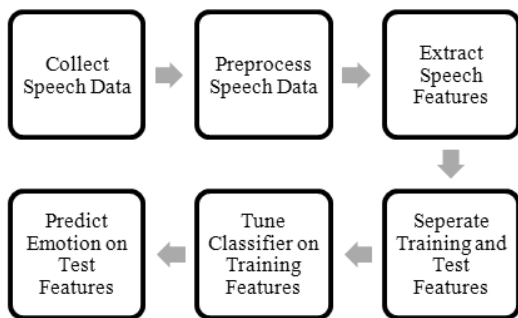 Collect
Speech Data
Preprocess
Speech Data
Extract
Speech
Features
Seperate
Training and
Test
Features
Tune
Classifier on
Training
Features
Predict
Emotion on
Test
Features